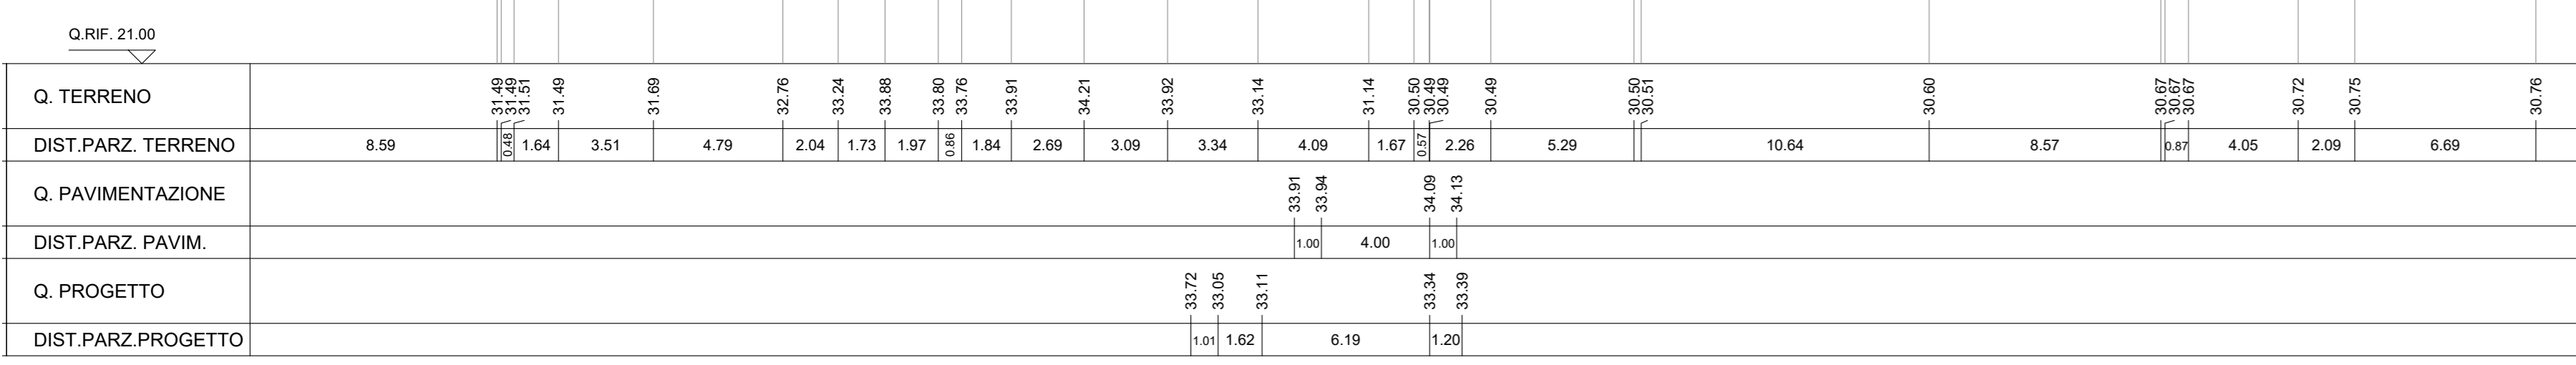 Q.RIF. 21.00
Q. TERRENO 31.49 31.49 31.51 31.49 31.69 32.76 33.24 33.88 33.80 33.76 33.91 34.21 33.92 33.14 31.14 30.50 30.49 30.49 30.49 30.50 30.51 30.60 30.67 30.67 30.67 30.72 30.75 30.76
DIST.PARZ. TERRENO 8.59 0.48 1.64 3.51 4.79 2.04 1.73 1.97 0.86 1.84 2.69 3.09 3.34 4.09 1.67 0.57 2.26 5.29 10.64 8.57 0.87 4.05 2.09 6.69
Q. PAVIMENTAZIONE 33.91 33.94 34.09 34.13
DIST.PARZ. PAVIM. 1.00 4.00 1.00
Q. PROGETTO 33.72 33.05 33.11 33.34 33.39
DIST.PARZ.PROGETTO 1.01 1.62 6.19 1.20